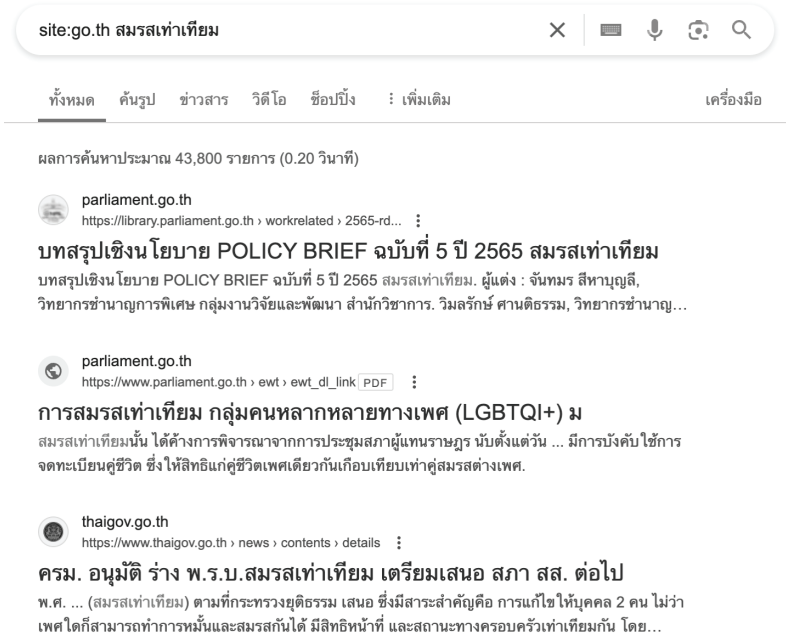 site:go.th สมรสเท่าเทียม
ทั้งหมด ค้นรูป ข่าวสาร วิดีโอ ช็อปปิ้ง เพิ่มเติม เครื่องมือ
ผลการค้นหาประมาณ 43,800 รายการ (0.20 วินาที)
parliament.go.th
https://library.parliament.go.th › workrelated › 2565-rd...
บทสรุปเชิงนโยบาย POLICY BRIEF ฉบับที่ 5 ปี 2565 สมรสเท่าเทียม
บทสรุปเชิงนโยบาย POLICY BRIEF ฉบับที่ 5 ปี 2565 สมรสเท่าเทียม. ผู้แต่ง : จันทมร สีหาบุญลี,
วิทยากรชำนาญการพิเศษ กลุ่มงานวิจัยและพัฒนา สำนักวิชาการ. วิมลรักษ์ ศานติธรรม, วิทยากรชำนาญ...
parliament.go.th
https://www.parliament.go.th › ewt › ewt_dl_link PDF
การสมรสเท่าเทียม กลุ่มคนหลากหลายทางเพศ (LGBTQI+) ม
สมรสเท่าเทียมนั้น ได้ค้างการพิจารณาจากการประชุมสภาผู้แทนราษฎร นับตั้งแต่วัน ... มีการบังคับใช้การ
จดทะเบียนคู่ชีวิต ซึ่งให้สิทธิแก่คู่ชีวิตเพศเดียวกันเกือบเทียบเท่าคู่สมรสต่างเพศ.
thaigov.go.th
https://www.thaigov.go.th › news › contents › details
ครม. อนุมัติ ร่าง พ.ร.บ.สมรสเท่าเทียม เตรียมเสนอ สภา สส. ต่อไป
พ.ศ. ... (สมรสเท่าเทียม) ตามที่กระทรวงยุติธรรม เสนอ ซึ่งมีสาระสำคัญคือ การแก้ไขให้บุคคล 2 คน ไม่ว่า
เพศใดก็สามารถทำการหมั้นและสมรสกันได้ มีสิทธิหน้าที่ และสถานะทางครอบครัวเท่าเทียมกัน โดย...